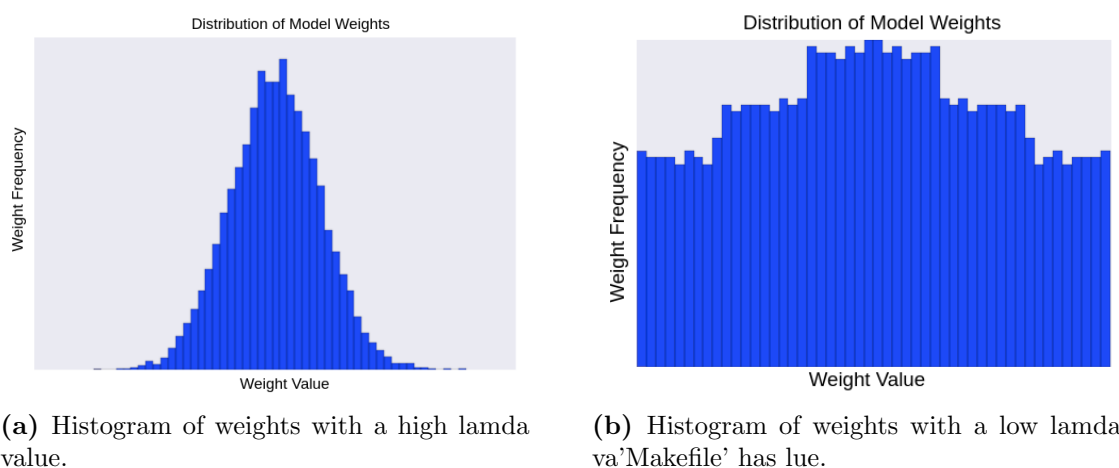 Distribution of Model Weights
Weight Frequency
Weight Value
(a) Histogram of weights with a high lamda
value.
Distribution of Model Weights
Weight Frequency
Weight Value
(b) Histogram of weights with a low lamda
va'Makefile' has lue.